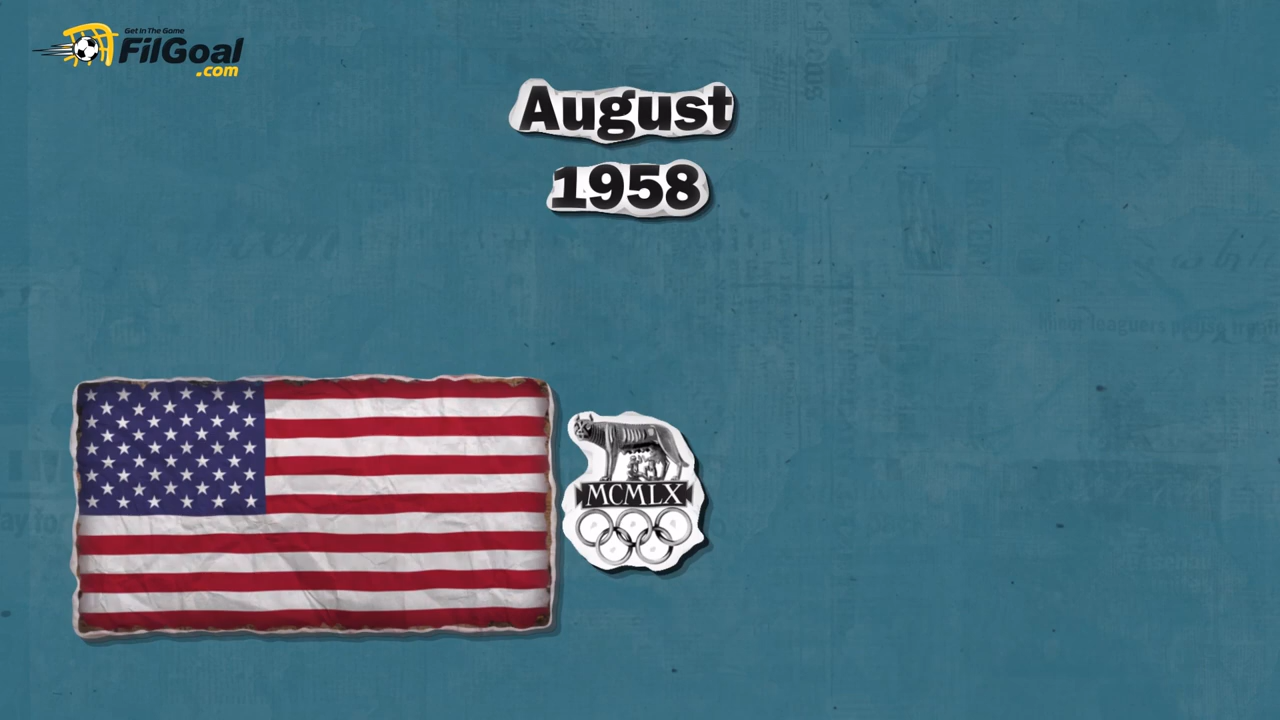 Get In The Game
FilGoal
.com
August
1958
MCMLX
minor leaguers